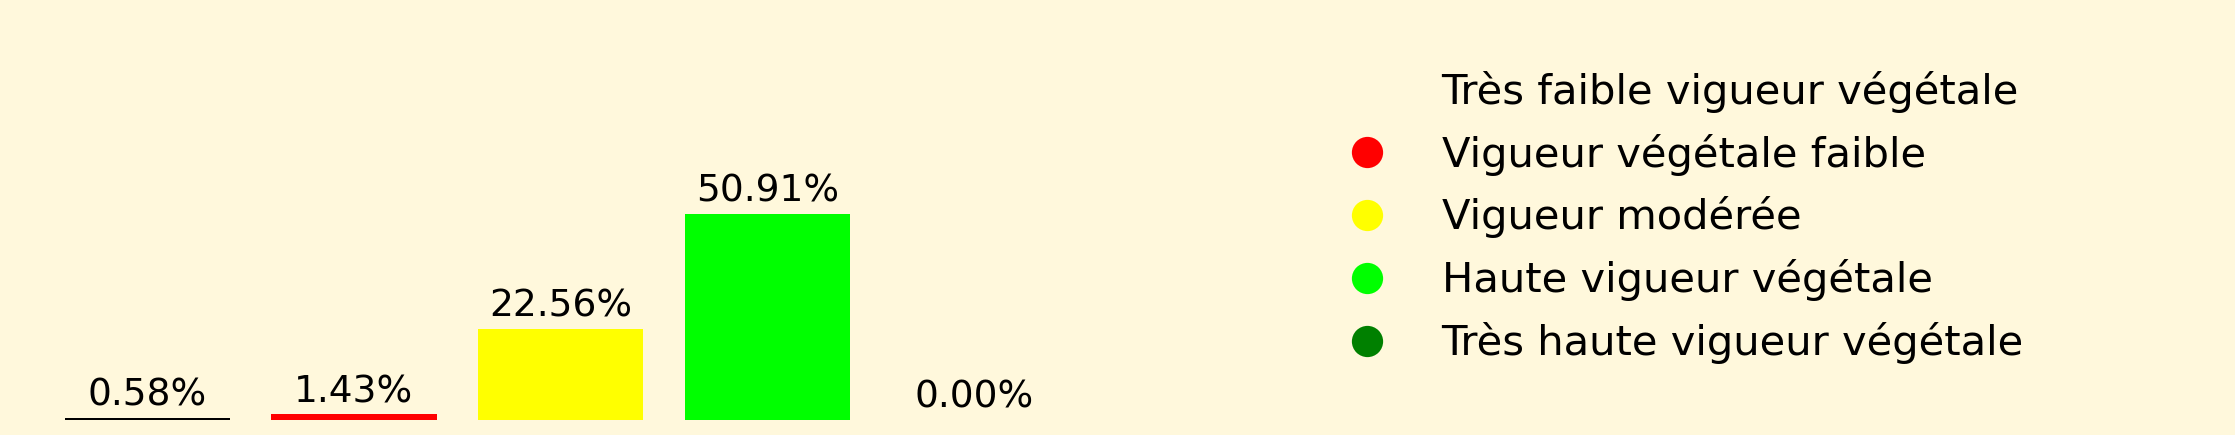 0.58%
1.43%
22.56%
50.91%
0.00%
Très faible vigueur végétale
Vigueur végétale faible
Vigueur modérée
Haute vigueur végétale
Très haute vigueur végétale